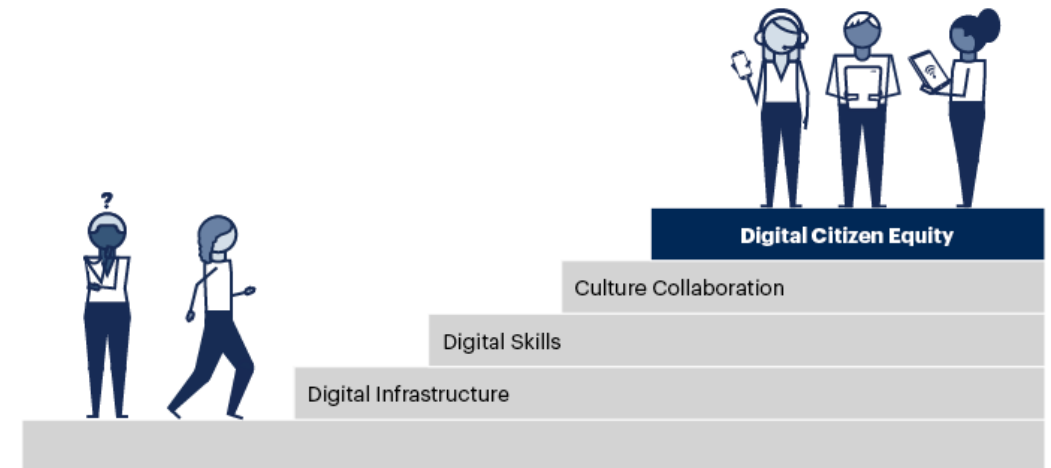 ?
Digital Citizen Equity
Culture Collaboration
Digital Skills
Digital Infrastructure